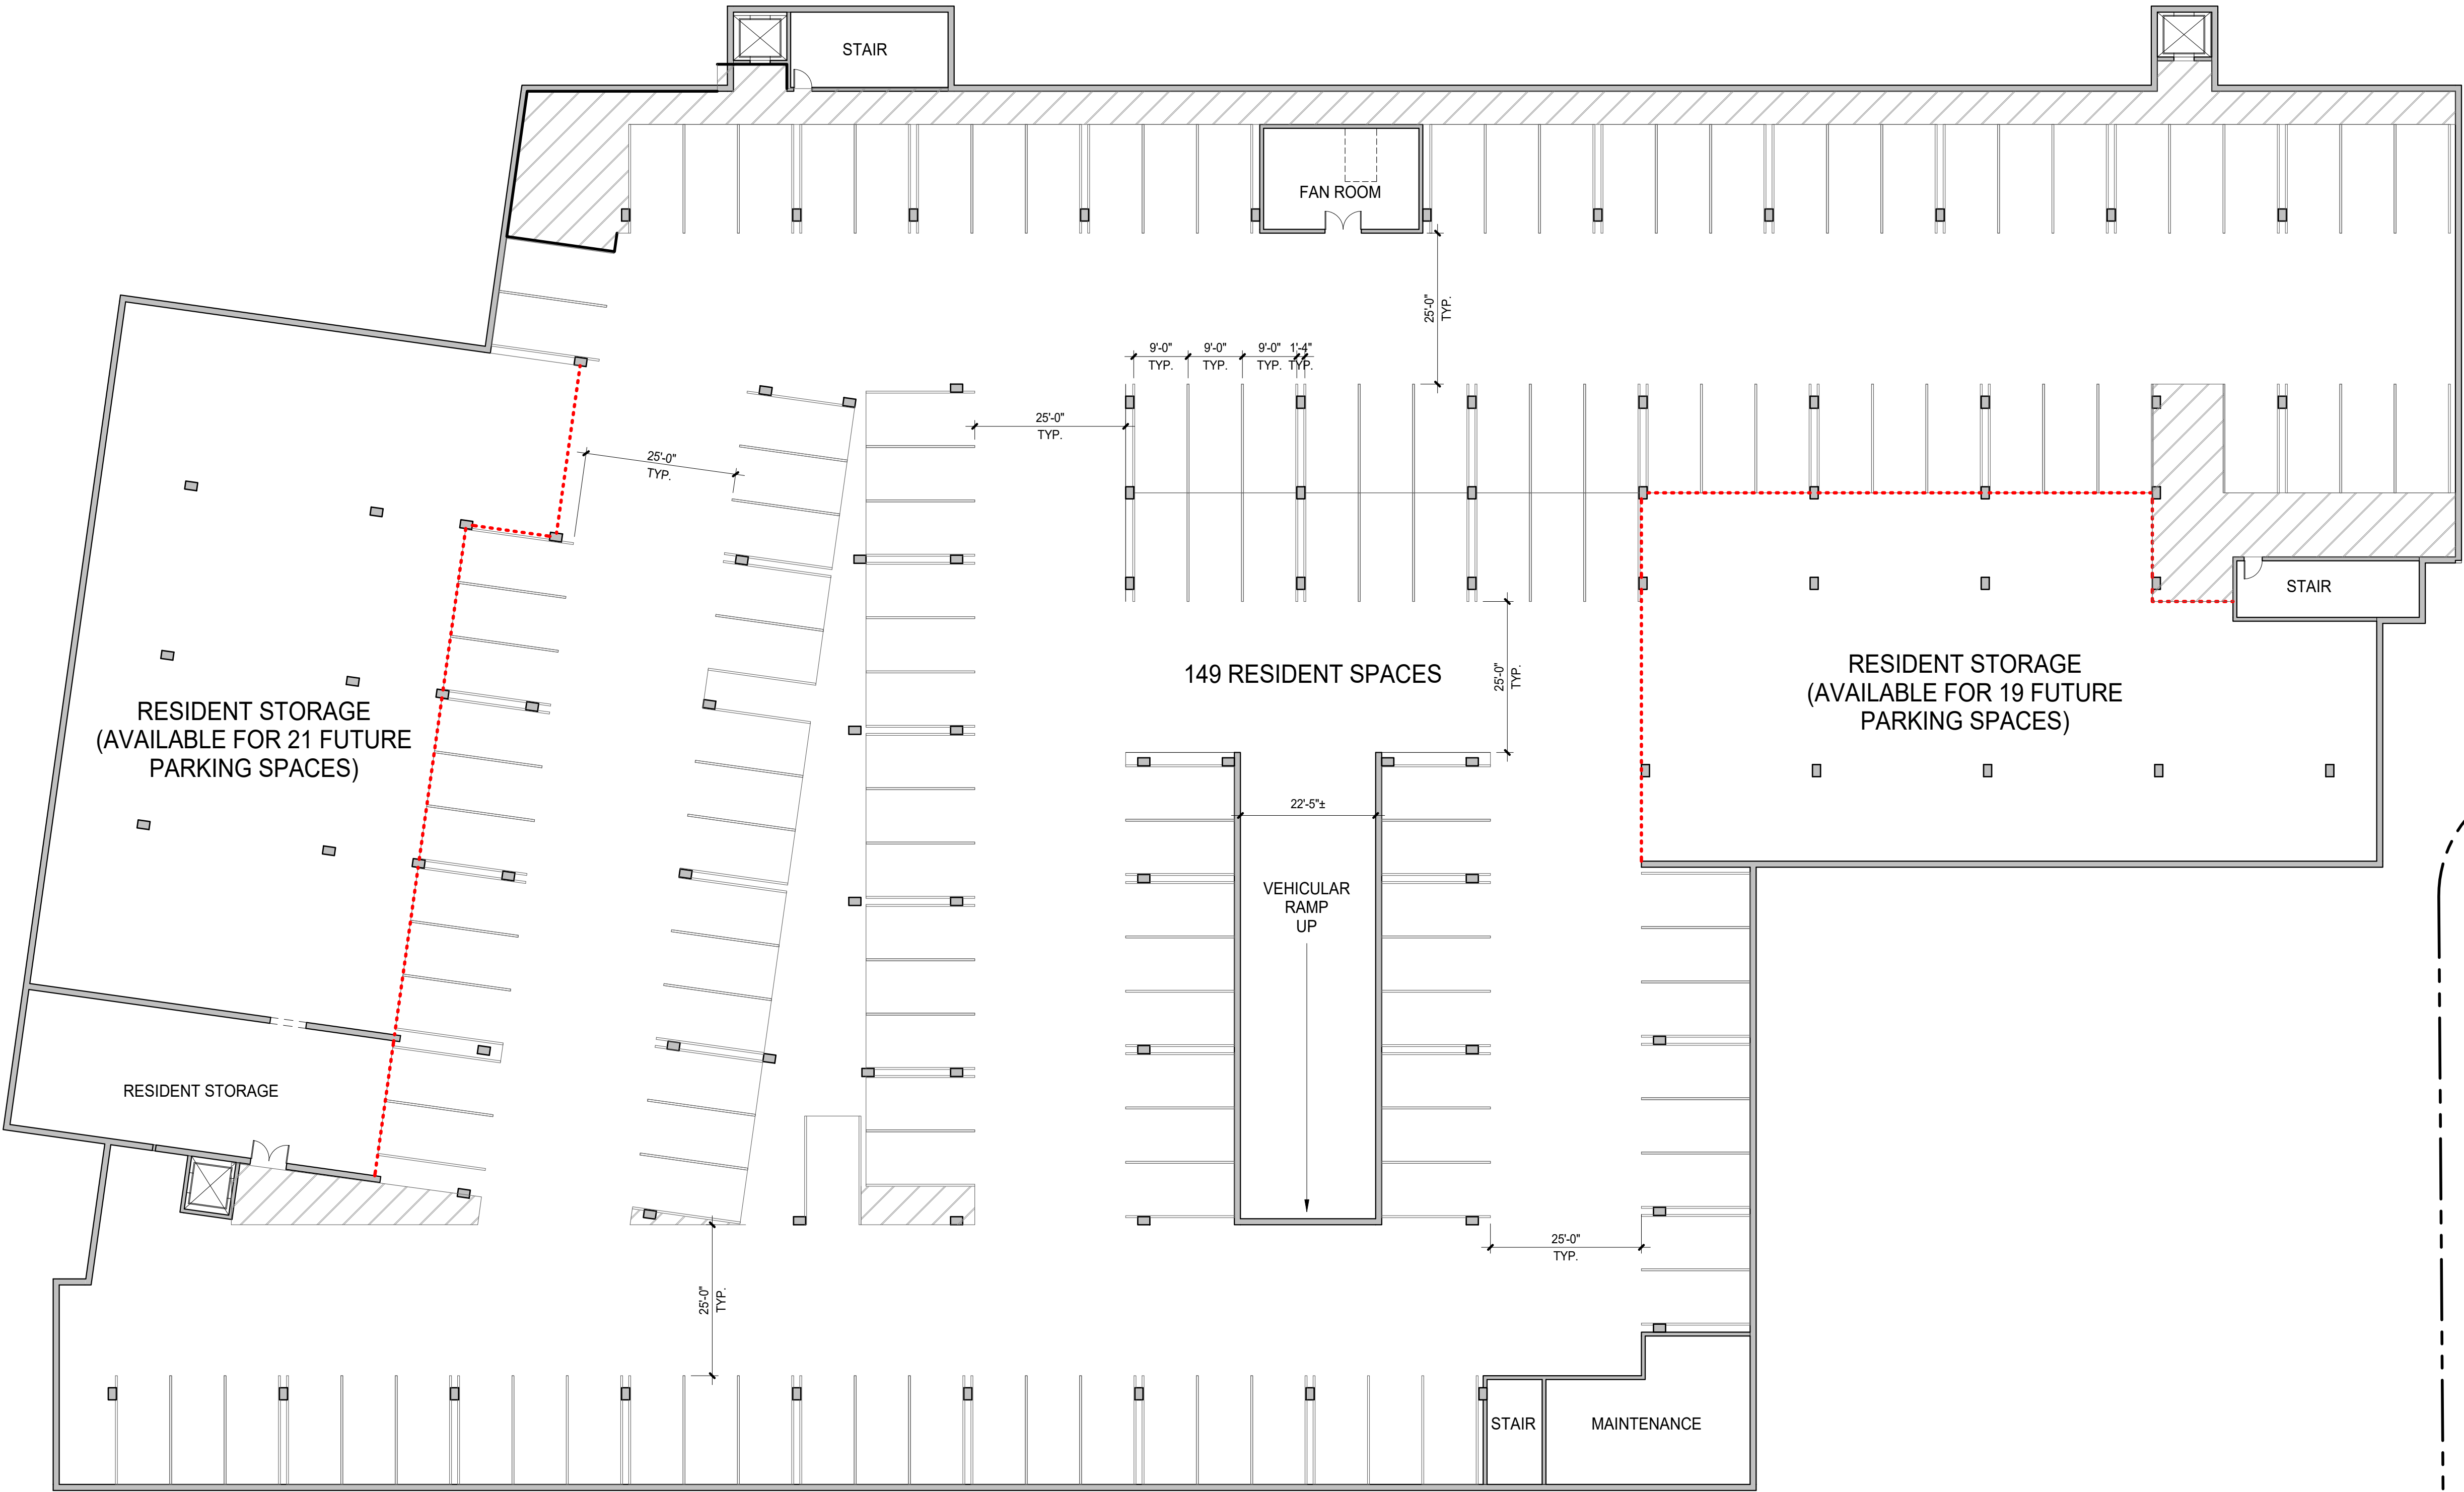 STAIR
FAN ROOM
25'-0"
TYP.
9'-0"
TYP.
9'-0"
TYP.
9'-0"
TYP.
1'-4"
TYP.
25'-0"
TYP.
25'-0"
TYP.
STAIR
149 RESIDENT SPACES
25'-0"
TYP.
RESIDENT STORAGE
(AVAILABLE FOR 19 FUTURE
PARKING SPACES)
RESIDENT STORAGE
(AVAILABLE FOR 21 FUTURE
PARKING SPACES)
22'-5"±
VEHICULAR
RAMP
UP
RESIDENT STORAGE
25'-0"
TYP.
25'-0"
TYP.
STAIR
MAINTENANCE